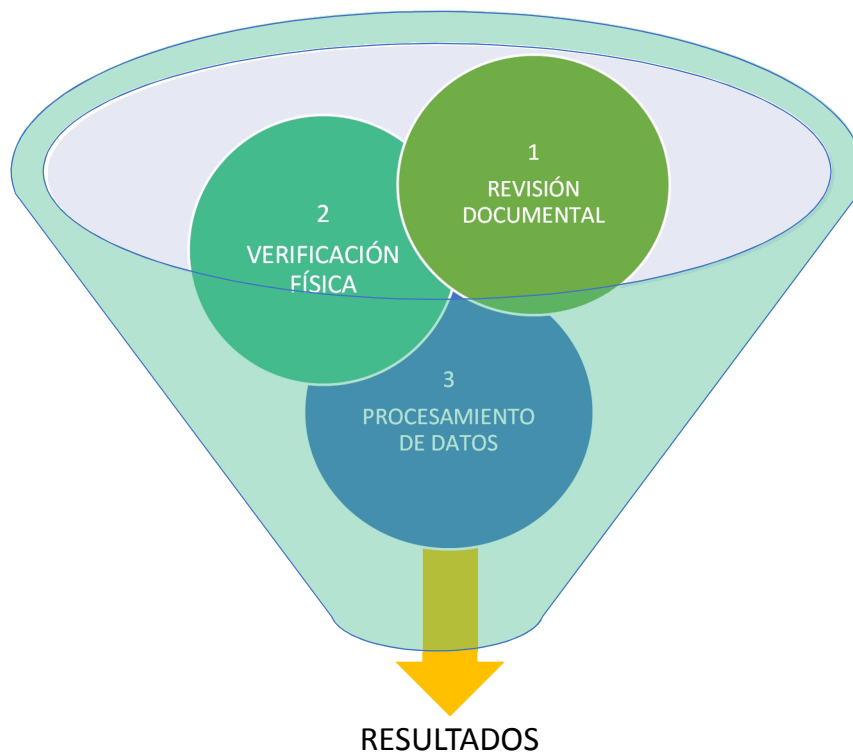 1
REVISIÓN
DOCUMENTAL
2
VERIFICACIÓN
FÍSICA
3
PROCESAMIENTO
DE DATOS
RESULTADOS